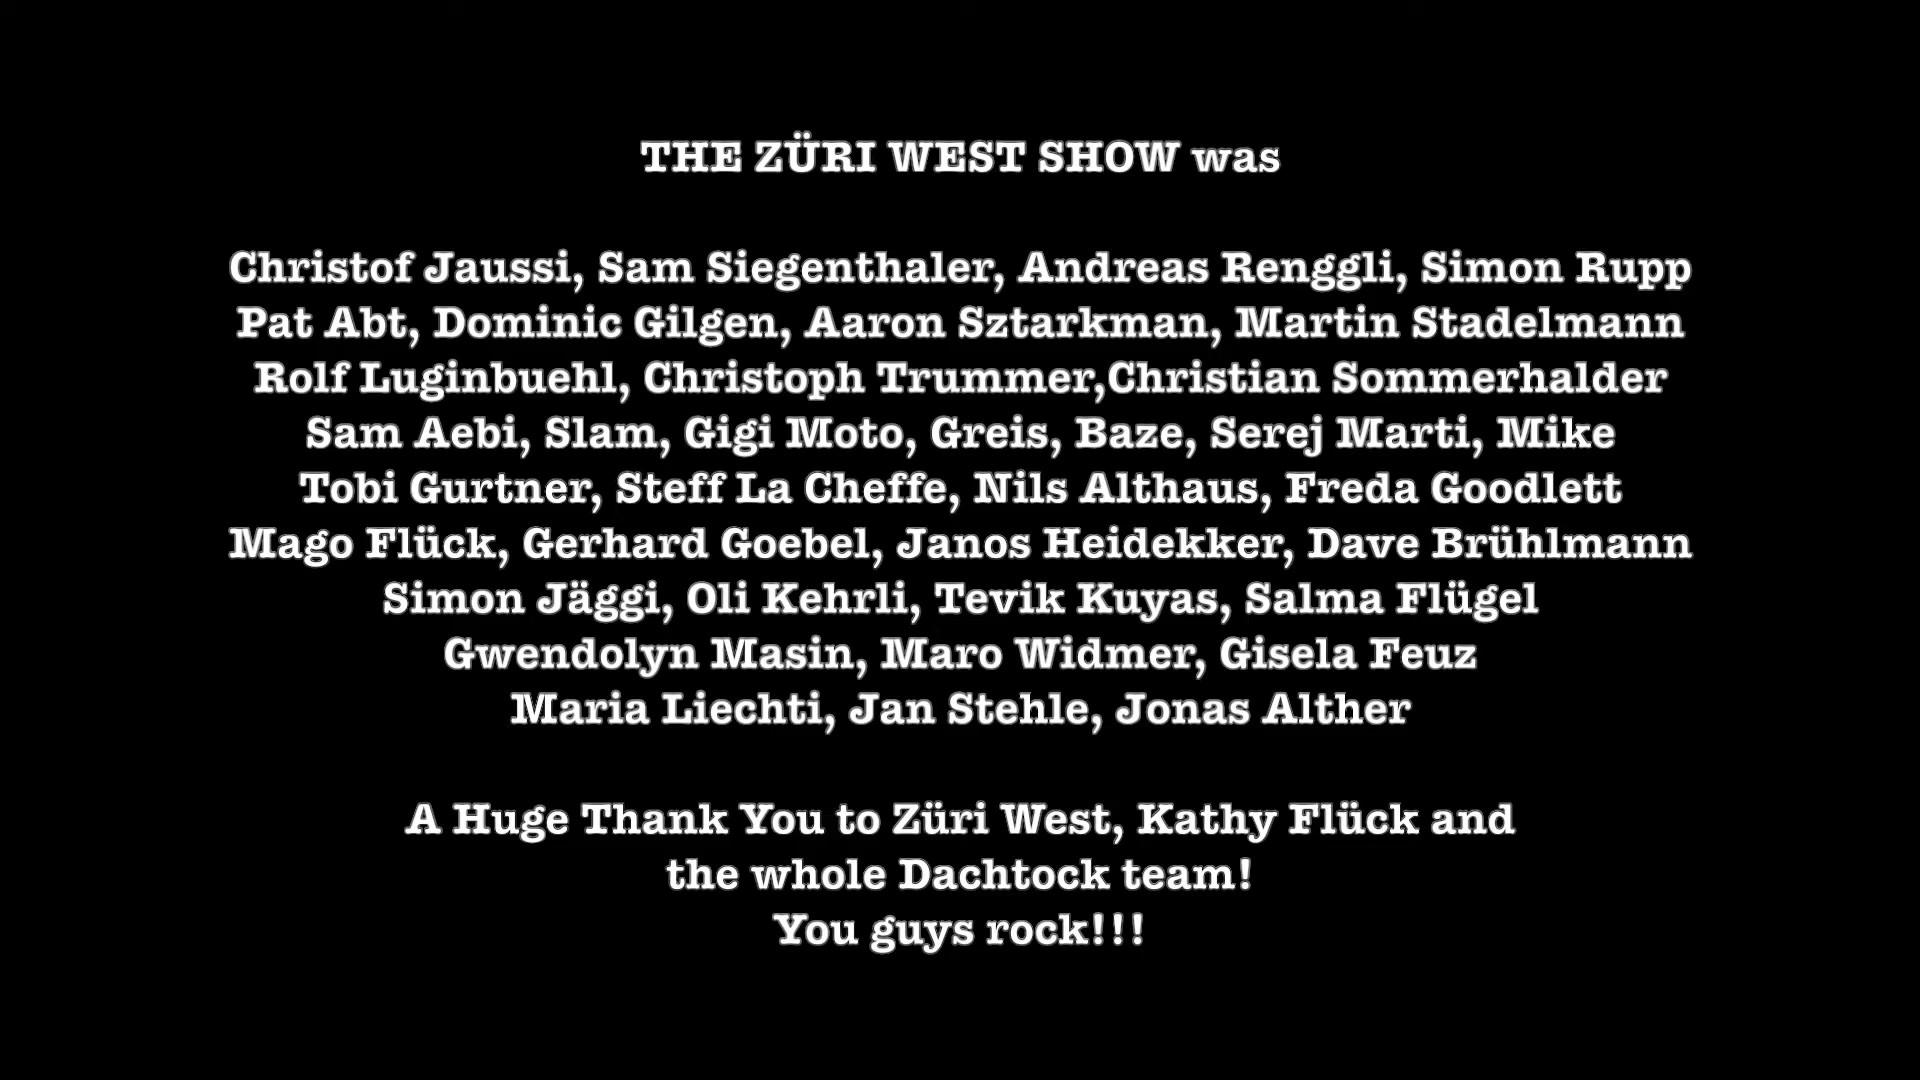 THE ZÜRI WEST SHOW was
Christof Jaussi, Sam Siegenthaler, Andreas Renggli, Simon Rupp
Pat Abt, Dominic Gilgen, Aaron Sztarkman, Martin Stadelmann
Rolf Luginbuehl, Christoph Trummer,Christian Sommerhalder
Sam Aebi, Slam, Gigi Moto, Greis, Baze, Serej Marti, Mike
Tobi Gurtner, Steff La Cheffe, Nils Althaus, Freda Goodlett
Mago Flück, Gerhard Goebel, Janos Heidekker, Dave Brühlmann
Simon Jäggi, Oli Kehrli, Tevik Kuyas, Salma Flügel
Gwendolyn Masin, Maro Widmer, Gisela Feuz
Maria Liechti, Jan Stehle, Jonas Alther
A Huge Thank You to Züri West, Kathy Flück and
the whole Dachtock team!
You guys rock!!!